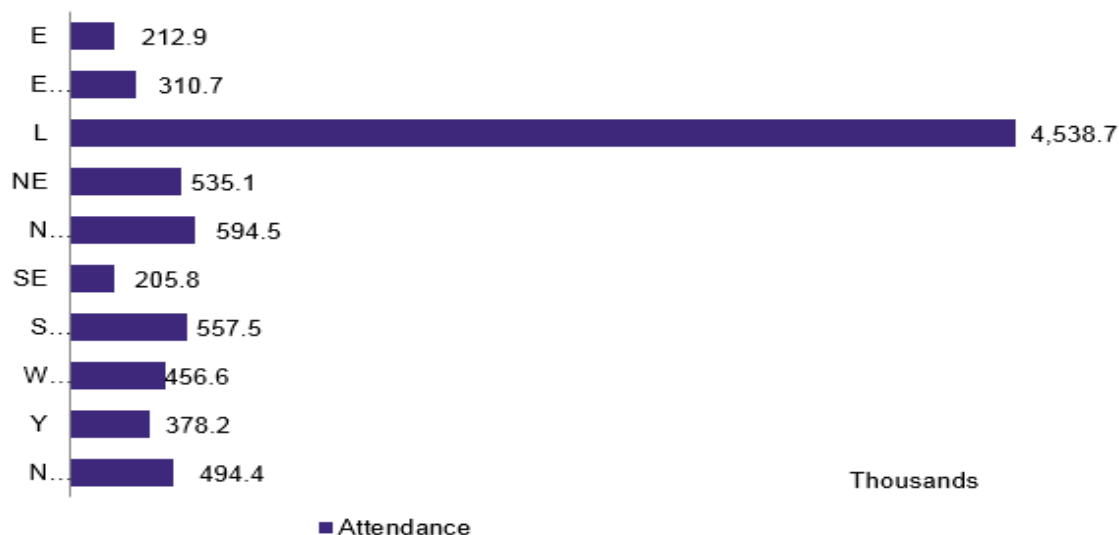 E 212.9
E... 310.7
L 4,538.7
NE 535.1
N... 594.5
SE 205.8
S... 557.5
W... 456.6
Y 378.2
N... 494.4
Thousands
Attendance